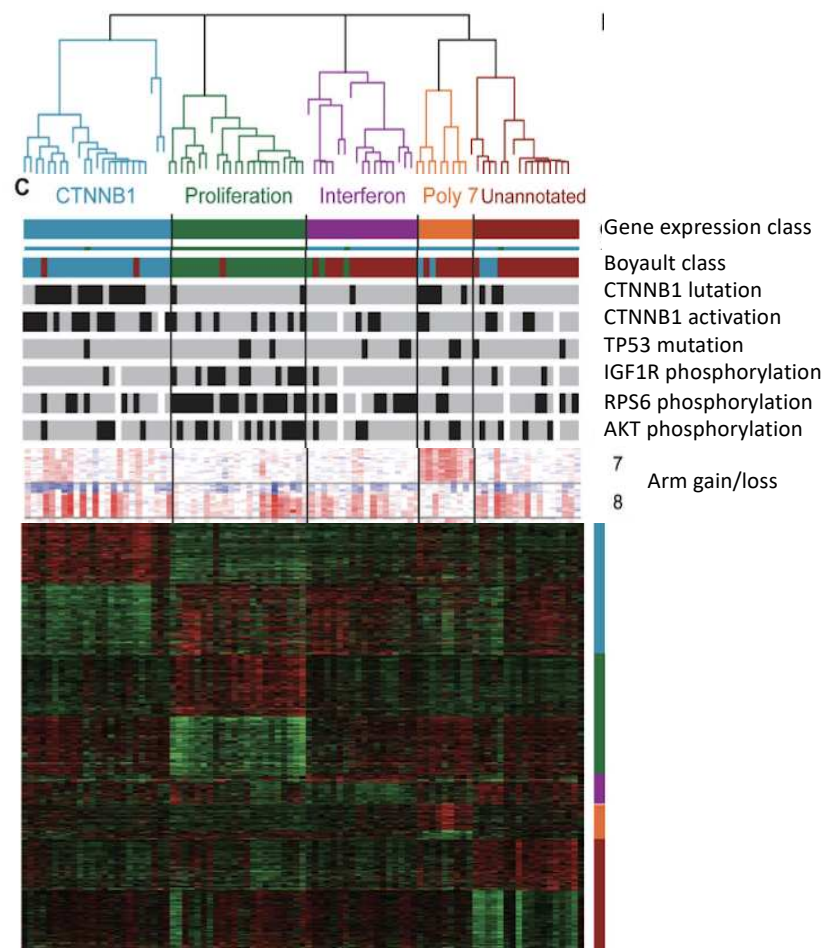 C
CTNNB1 Proliferation Interferon Poly 7 Unannotated
Gene expression class
Boyault class
CTNNB1 lutation
CTNNB1 activation
TP53 mutation
IGF1R phosphorylation
RPS6 phosphorylation
AKT phosphorylation
7
Arm gain/loss
8